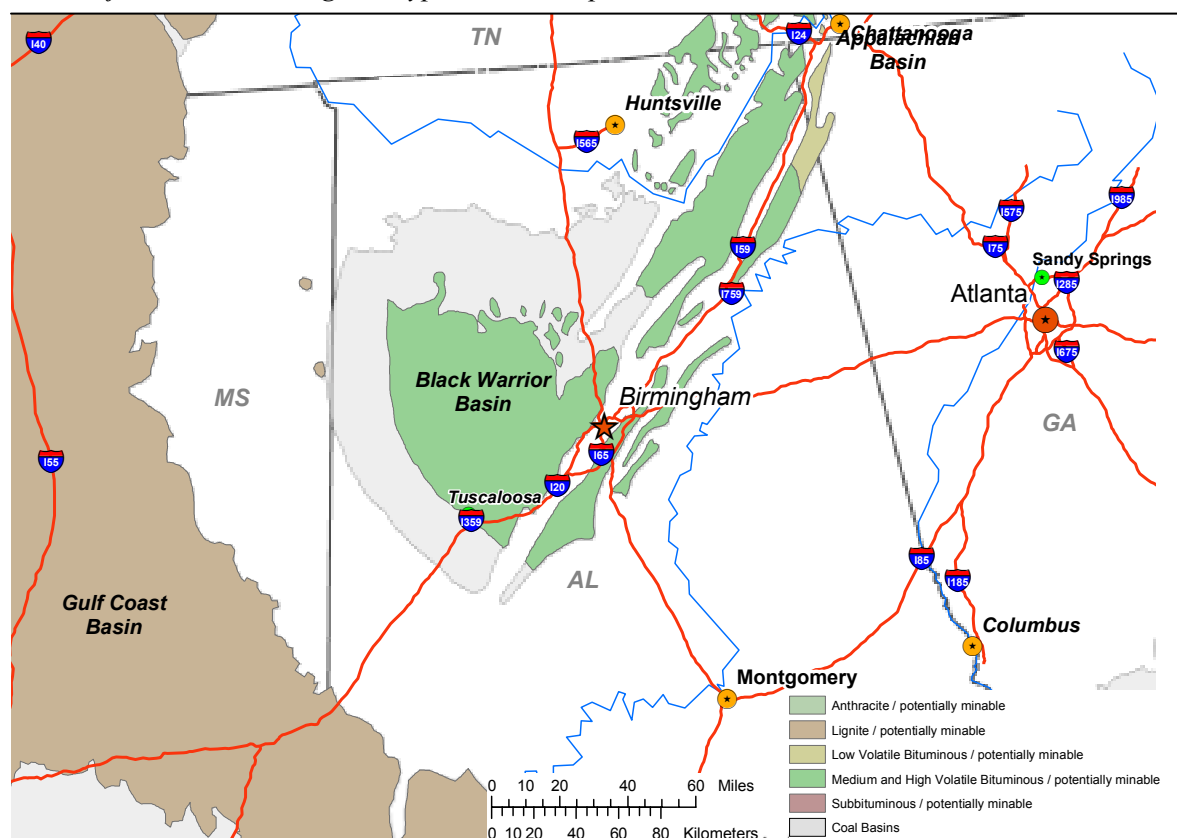 I40
TN
I24
Chattanooga
Appalachian
Basin
Huntsville
I565
I985
I575
I75
I59
Sandy Springs
I285
I759
Atlanta
I675
Black Warrior
Basin
Birmingham
MS
GA
I55
I65
I20
Tuscaloosa
I359
I85
AL
I185
Gulf Coast
Basin
Columbus
Montgomery
Anthracite / potentially minable
Lignite / potentially minable
Low Volatile Bituminous / potentially minable
Medium and High Volatile Bituminous / potentially minable
Subbituminous / potentially minable
Coal Basins
0 10 20 40 60 Miles
0 10 20 40 60 80 Kilometers